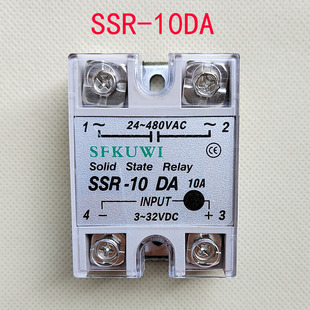 SSR-10DA
1 ~ 24~480VAC ~ 2
SFKUWI
Solid State Relay
SSR -10 DA 10A
INPUT
4 - 3~32VDC + 3
CE